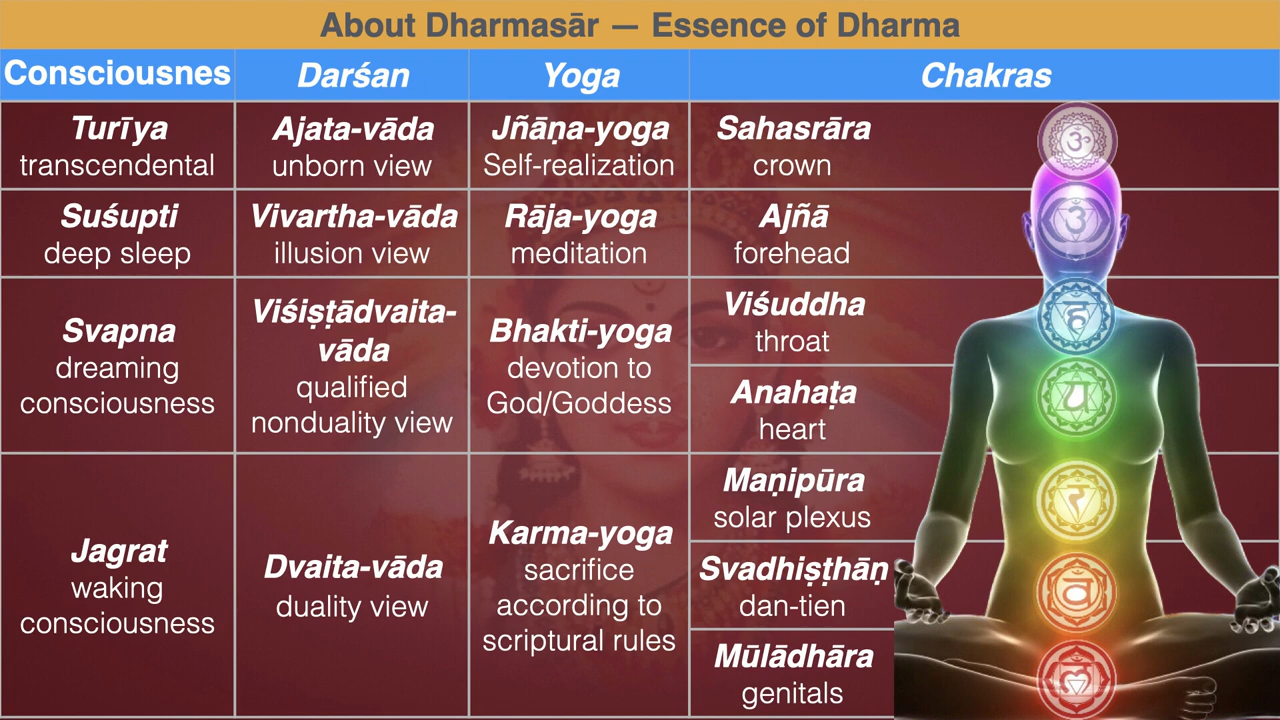 About Dharmasār — Essence of Dharma
Consciousnes
Darśan
Yoga
Chakras
Turīya
transcendental
Ajata-vāda
unborn view
Jñāṇa-yoga
Self-realization
Sahasrāra
crown
Suśupti
deep sleep
Vivartha-vāda
illusion view
Rāja-yoga
meditation
Ajñā
forehead
Svapna
dreaming
consciousness
Viśiṣṭādvaita-
vāda
qualified
nonduality view
Bhakti-yoga
devotion to
God/Goddess
Viśuddha
throat
Anahaṭa
heart
Jagrat
waking
consciousness
Dvaita-vāda
duality view
Karma-yoga
sacrifice
according to
scriptural rules
Maṇipūra
solar plexus
Svadhiṣṭhāṇ
dan-tien
Mūlādhāra
genitals
ॐ
हं
रं